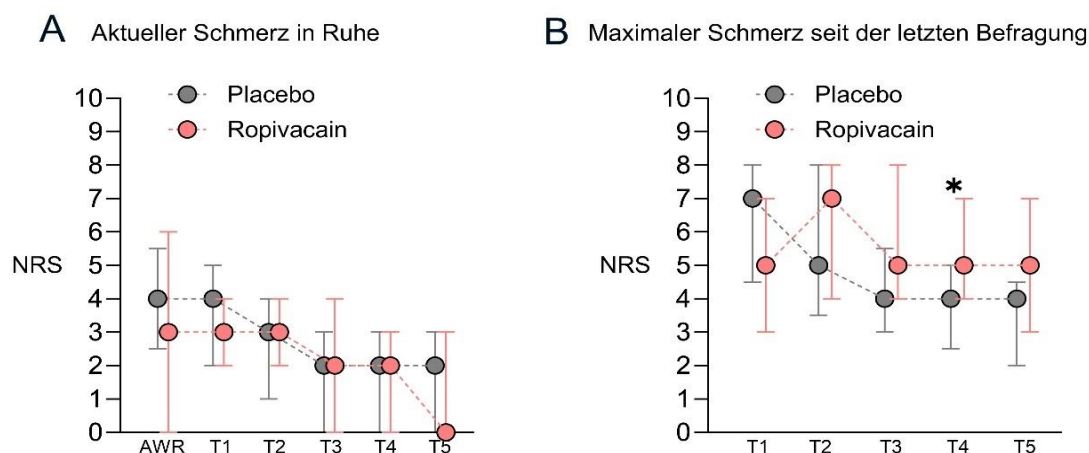 A Aktueller Schmerz in Ruhe
Placebo
Ropivacain
10
9
8
7
6
5
4
3
2
1
0
NRS
AWR T1 T2 T3 T4 T5
B Maximaler Schmerz seit der letzten Befragung
Placebo
Ropivacain
10
9
8
7
6
5
4
3
2
1
0
NRS
*
T1 T2 T3 T4 T5